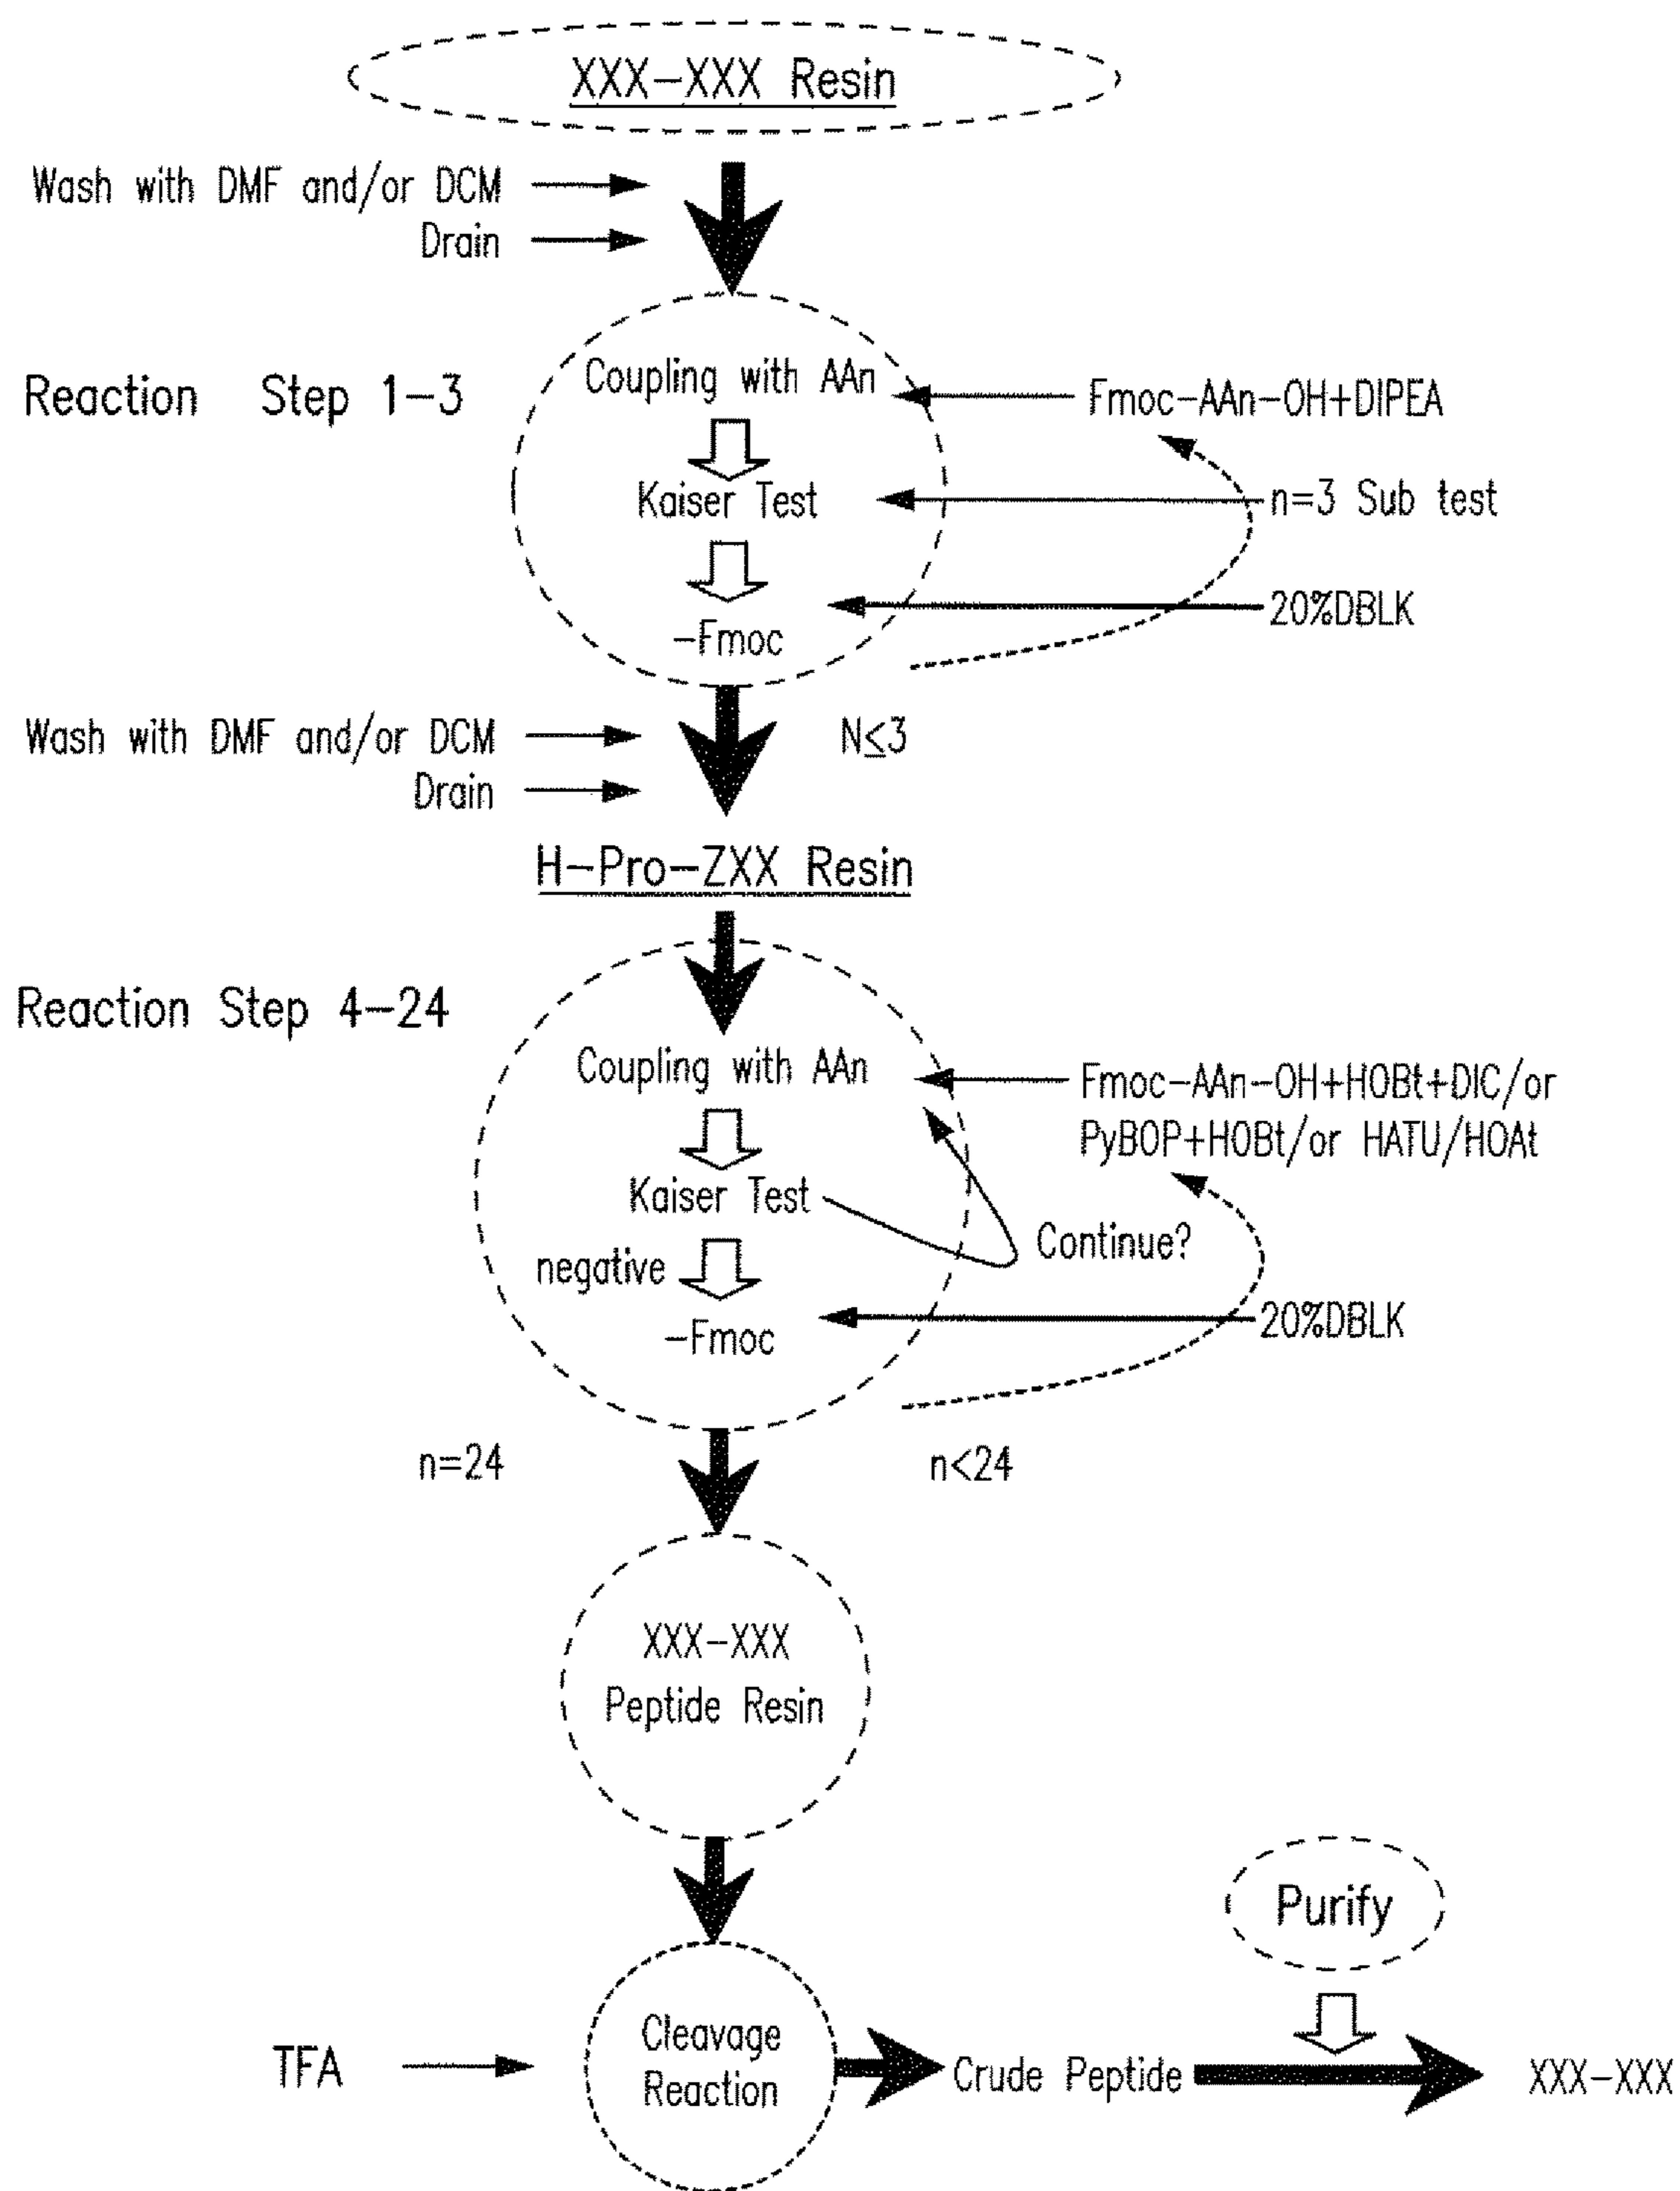 XXX-XXX Resin
Wash with DMF and/or DCM
Drain
Reaction Step 1-3
Coupling with AAn
Fmoc-AAn-OH+DIPEA
Kaiser Test
n=3 Sub test
-Fmoc
20%DBLK
Wash with DMF and/or DCM
N≤3
Drain
H-Pro-ZXX Resin
Reaction Step 4-24
Coupling with AAn
Fmoc-AAn-OH+HOBt+DIC/or
PyBOP+HOBt/or HATU/HOAt
Kaiser Test
Continue?
negative
-Fmoc
20%DBLK
n=24
n<24
XXX-XXX
Peptide Resin
Purify
TFA
Cleavage
Reaction
Crude Peptide
XXX-XXX